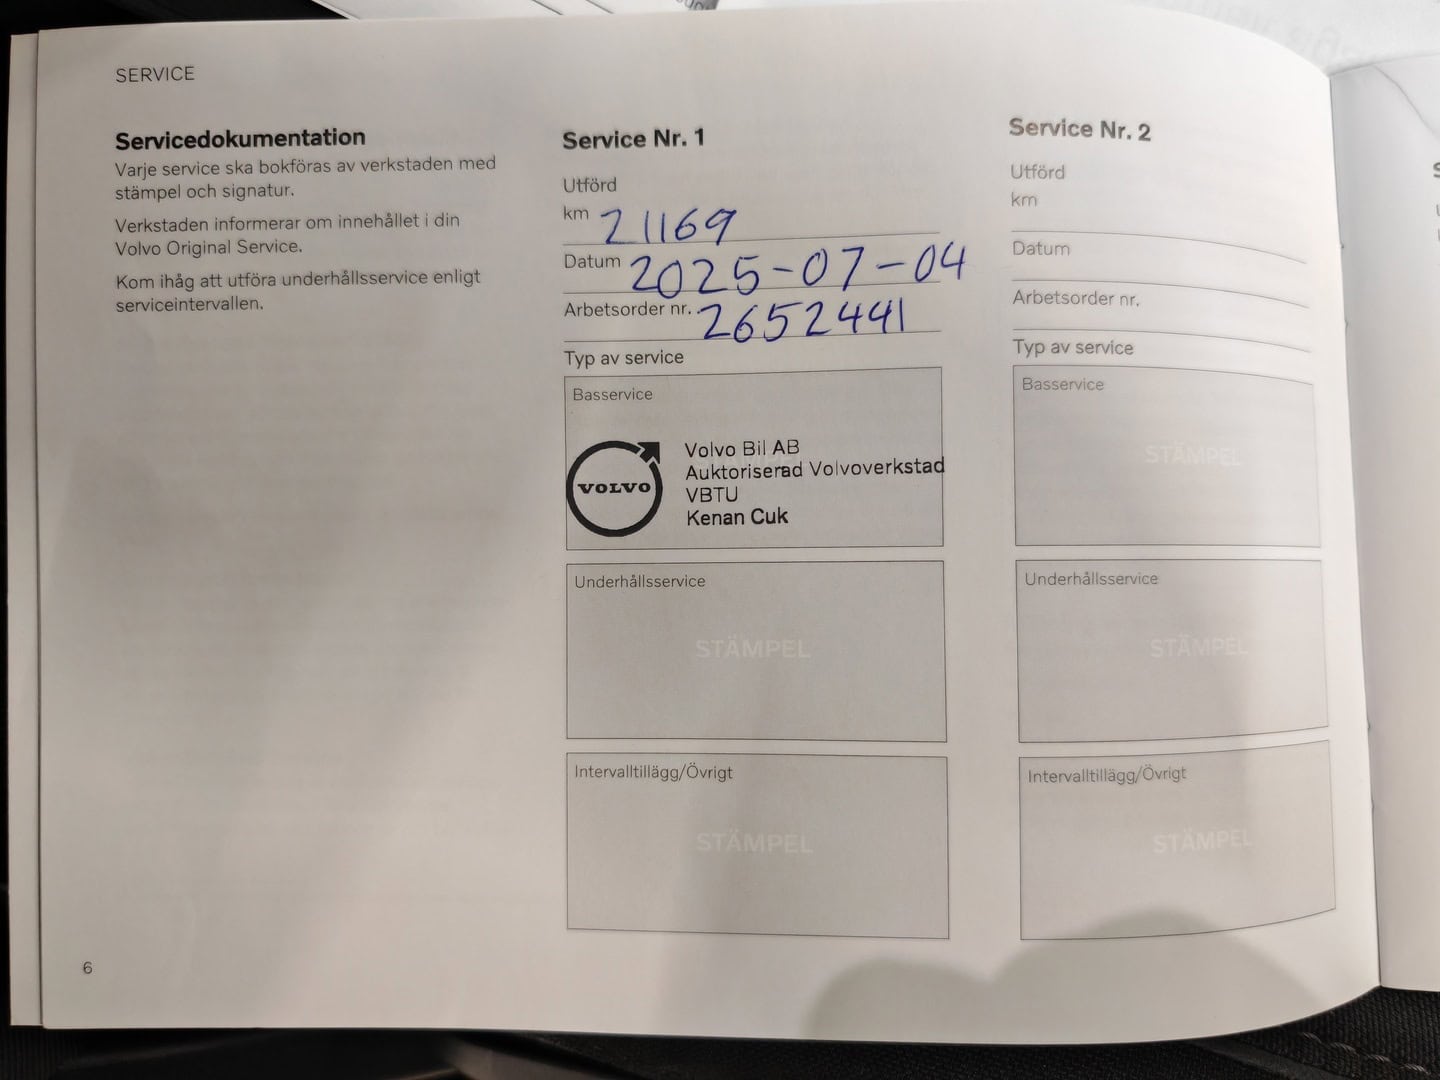 SERVICE
Servicedokumentation
Varje service ska bokföras av verkstaden med
stämpel och signatur.
Verkstaden informerar om innehållet i din
Volvo Original Service.
Kom ihåg att utföra underhållsservice enligt
serviceintervallen.
6
Service Nr. 1
Utförd
km 21169
Datum 2025-07-04
Arbetsorder nr. 2652441
Typ av service
Basservice
VOLVO
Volvo Bil AB
Auktoriserad Volvoverkstad
VBTU
Kenan Cuk
Underhållsservice
STÄMPEL
Intervalltillägg/Övrigt
STÄMPEL
Service Nr. 2
Utförd
km
Datum
Arbetsorder nr.
Typ av service
Basservice
STÄMPEL
Underhållsservice
STÄMPEL
Intervalltillägg/Övrigt
STÄMPEL